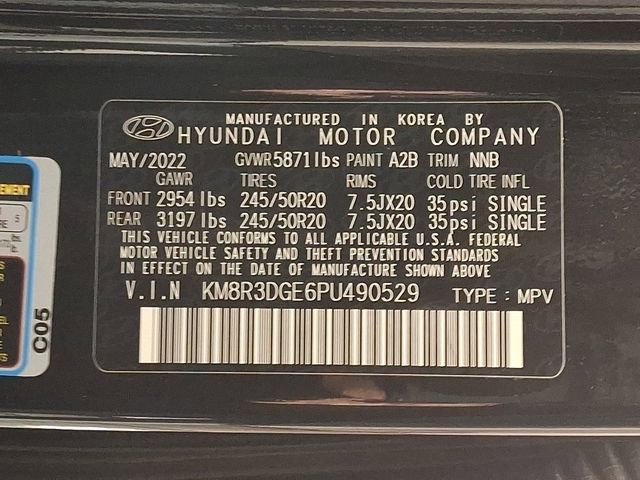 MANUFACTURED IN KOREA BY
HYUNDAI MOTOR COMPANY
MAY/2022 GVWR 5871lbs PAINT A2B TRIM NNB
GAWR TIRES RIMS COLD TIRE INFL
FRONT 2954 lbs 245/50R20 7.5JX20 35psi SINGLE
REAR 3197 lbs 245/50R20 7.5JX20 35psi SINGLE
THIS VEHICLE CONFORMS TO ALL APPLICABLE U.S.A. FEDERAL
MOTOR VEHICLE SAFETY AND THEFT PREVENTION STANDARDS
IN EFFECT ON THE DATE OF MANUFACTURE SHOWN ABOVE
V.I.N KM8R3DGE6PU490529 TYPE : MPV
C05